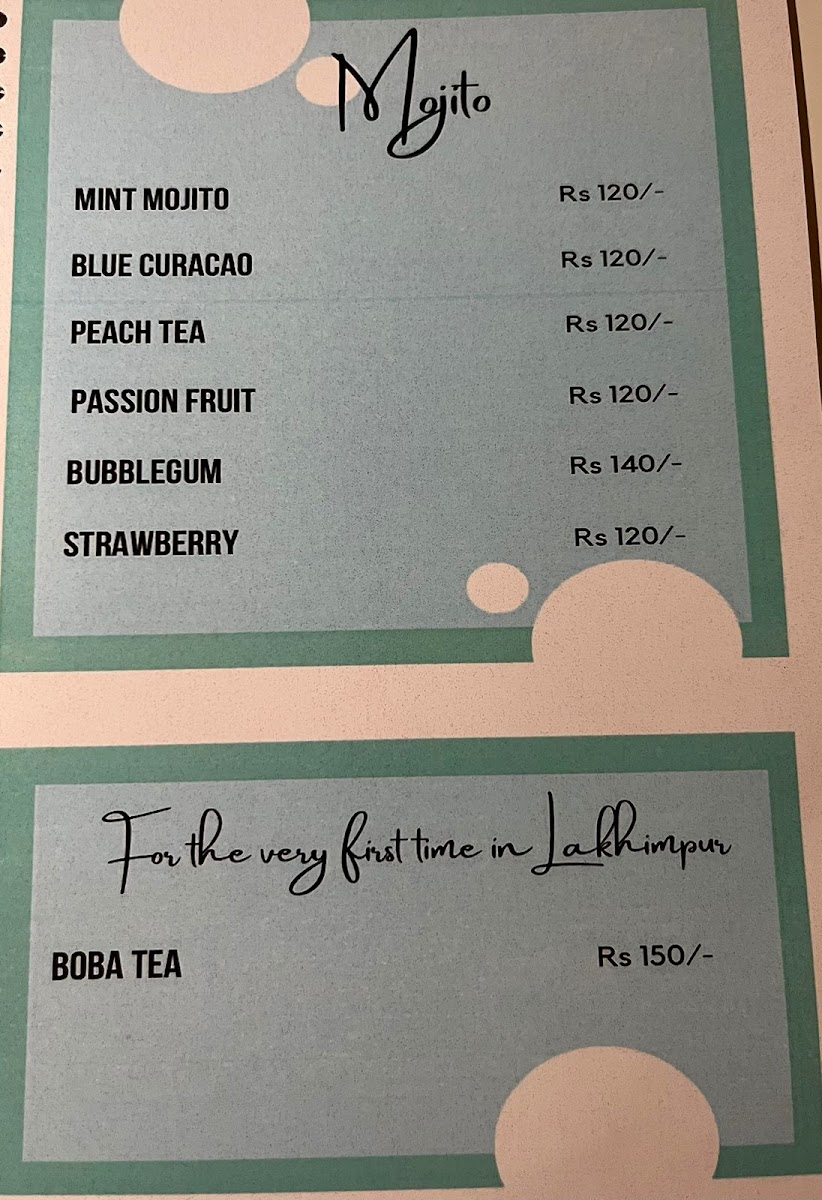 Mojito
MINT MOJITO Rs 120/-
BLUE CURACAO Rs 120/-
PEACH TEA Rs 120/-
PASSION FRUIT Rs 120/-
BUBBLEGUM Rs 140/-
STRAWBERRY Rs 120/-
For the very first time in Lakhimpur
BOBA TEA Rs 150/-